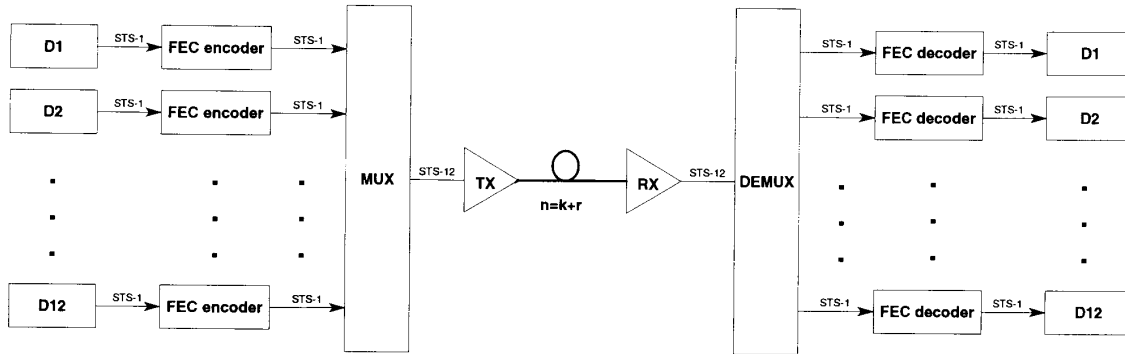 D1 STS-1 FEC encoder STS-1 MUX STS-1 FEC decoder STS-1 D1
D2 STS-1 FEC encoder STS-1 STS-1 FEC decoder STS-1 D2
STS-12 TX RX STS-12 DEMUX
n=k+r
D12 STS-1 FEC encoder STS-1 STS-1 FEC decoder STS-1 D12